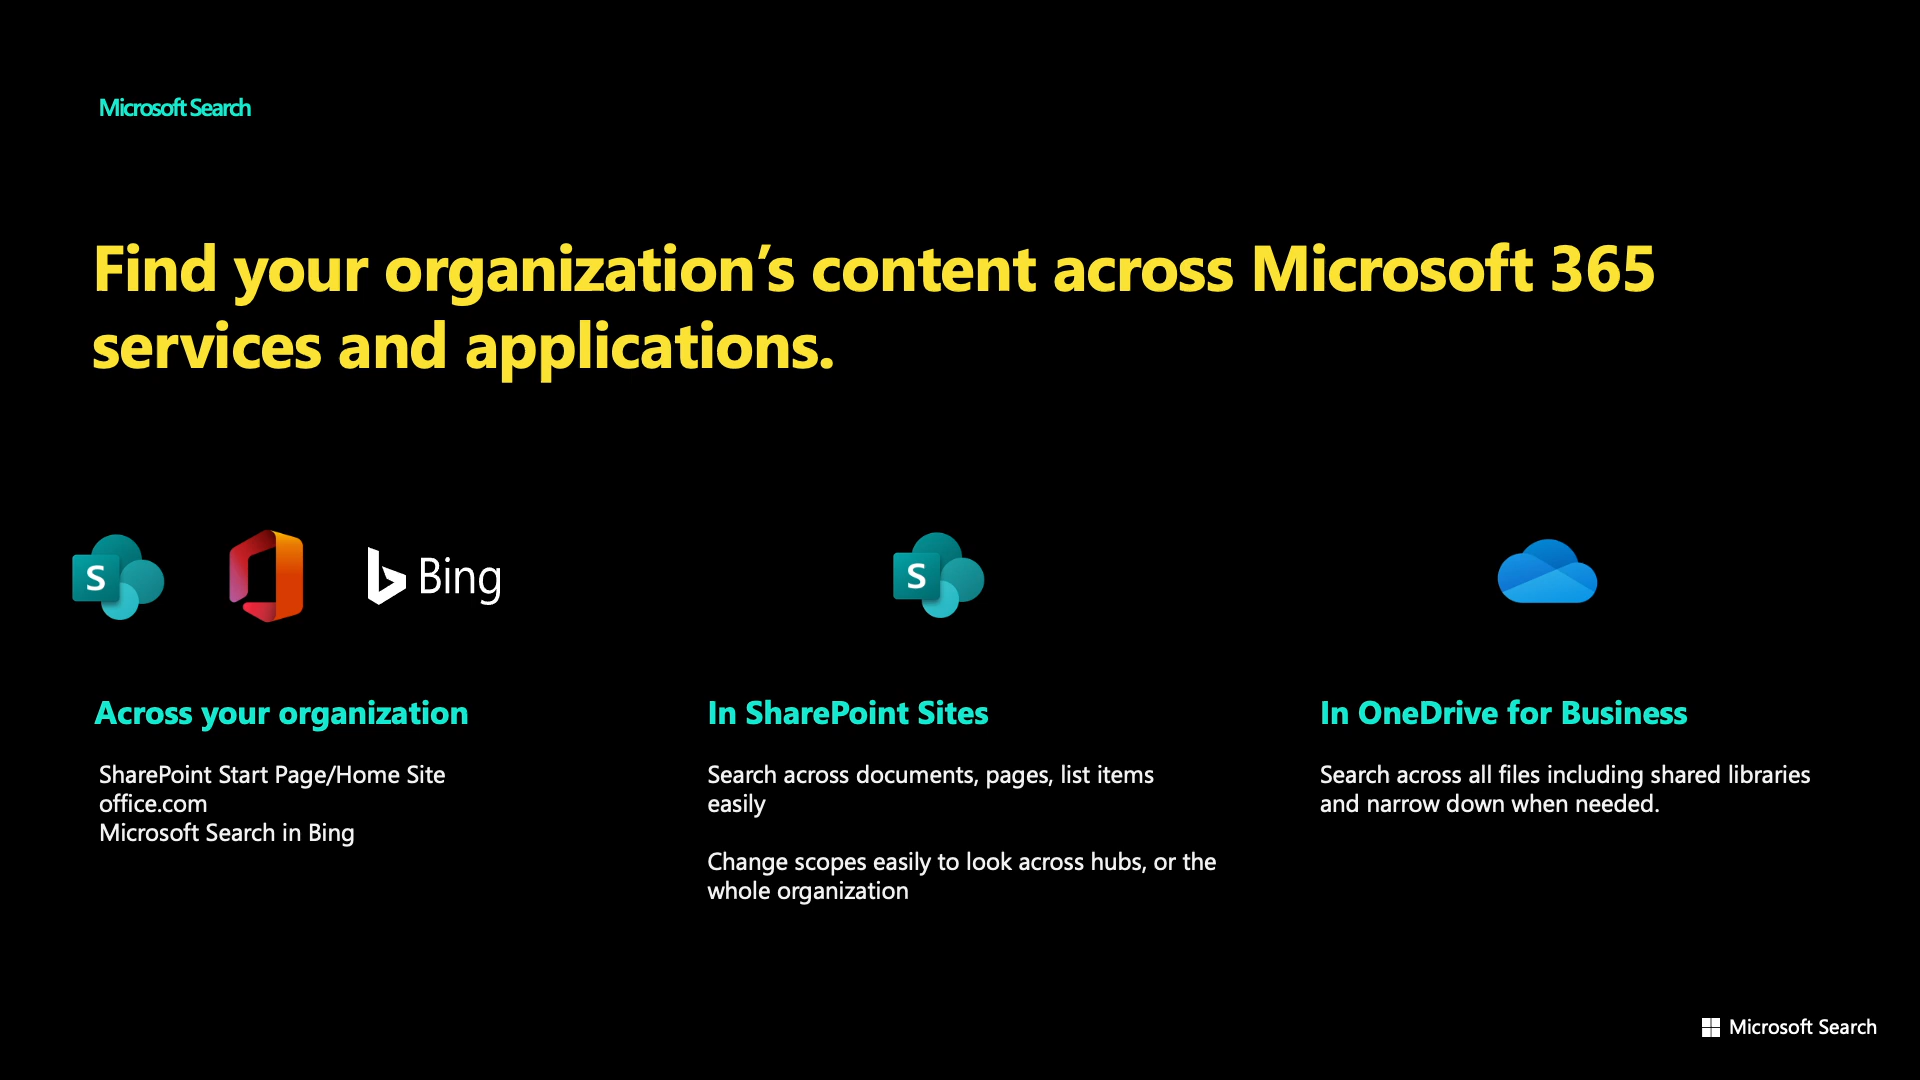 Microsoft Search
Find your organization’s content across Microsoft 365
services and applications.
S
Bing
S
Across your organization
SharePoint Start Page/Home Site
office.com
Microsoft Search in Bing
In SharePoint Sites
Search across documents, pages, list items
easily
Change scopes easily to look across hubs, or the
whole organization
In OneDrive for Business
Search across all files including shared libraries
and narrow down when needed.
Microsoft Search